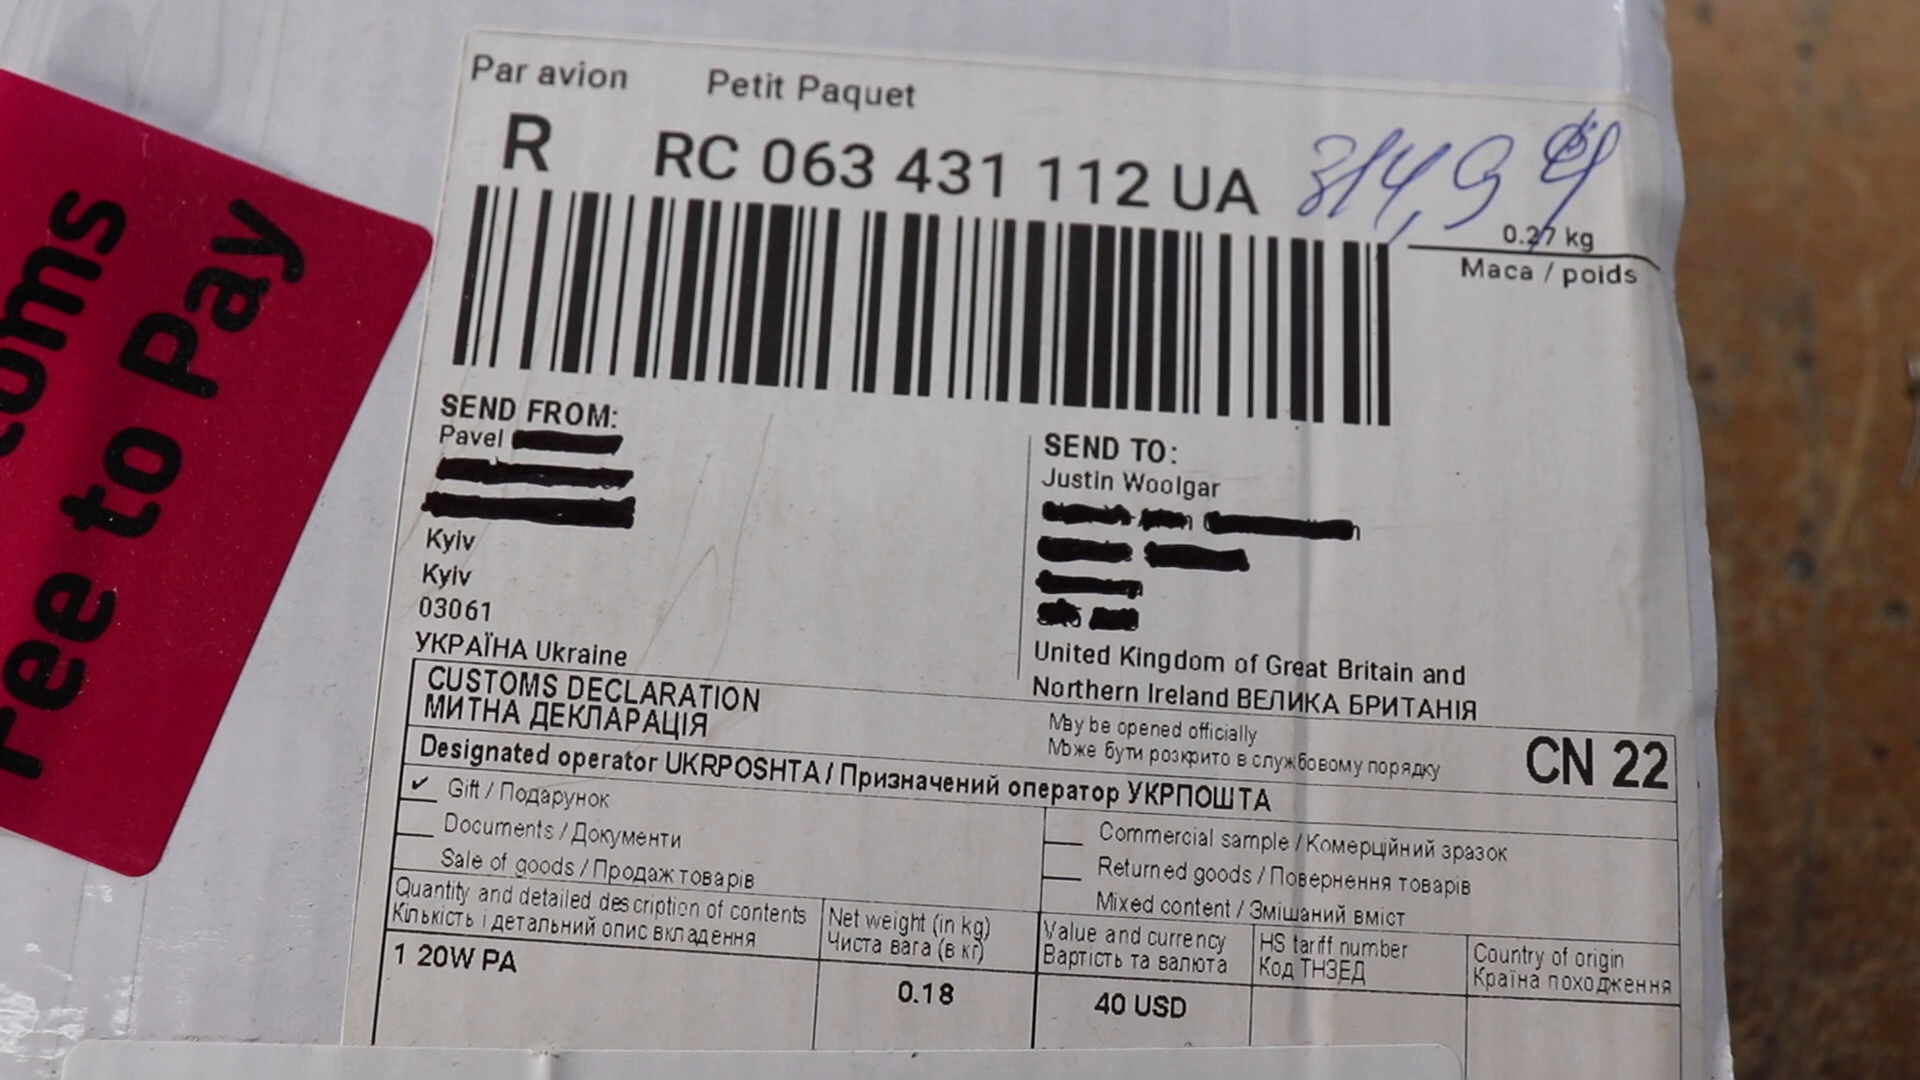 Par avion Petit Paquet
R RC 063 431 112 UA
0.27 kg
Маса / poids
Fee to Pay
SEND FROM:
Pavel
Kyiv
Kyiv
03061
УКРАЇНА Ukraine
SEND TO:
Justin Woolgar
United Kingdom of Great Britain and
Northern Ireland ВЕЛИКА БРИТАНІЯ
CUSTOMS DECLARATION
МИТНА ДЕКЛАРАЦІЯ
May be opened officially
Може бути розкрито в службовому порядку
CN 22
Designated operator UKRPOSHTA / Призначений оператор УКРПОШТА
✓ Gift / Подарунок
Documents / Документи
Sale of goods / Продаж товарів
Commercial sample / Комерційний зразок
Returned goods / Повернення товарів
Mixed content / Змішаний вміст
Quantity and detailed description of contents
Кількість і детальний опис вкладення
Net weight (in kg)
Чиста вага (в кг)
Value and currency
Вартість та валюта
HS tariff number
Код ТНЗЕД
Country of origin
Країна походження
1 20W PA
0.18
40 USD